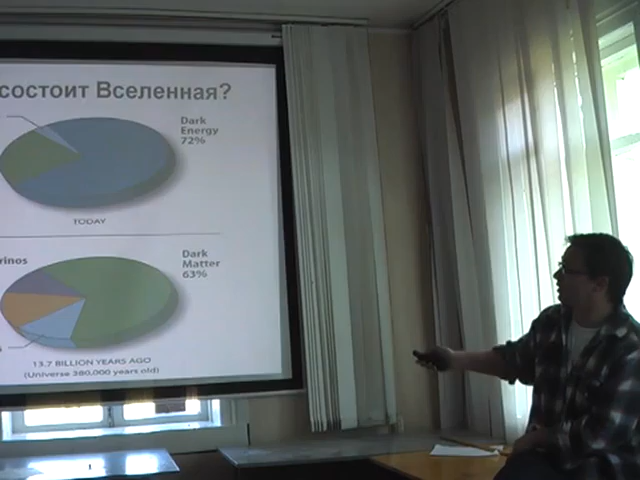 состоит Вселенная?
Dark
Energy
72%
TODAY
rinos
Dark
Matter
63%
13.7 BILLION YEARS AGO
(Universe 380,000 years old)